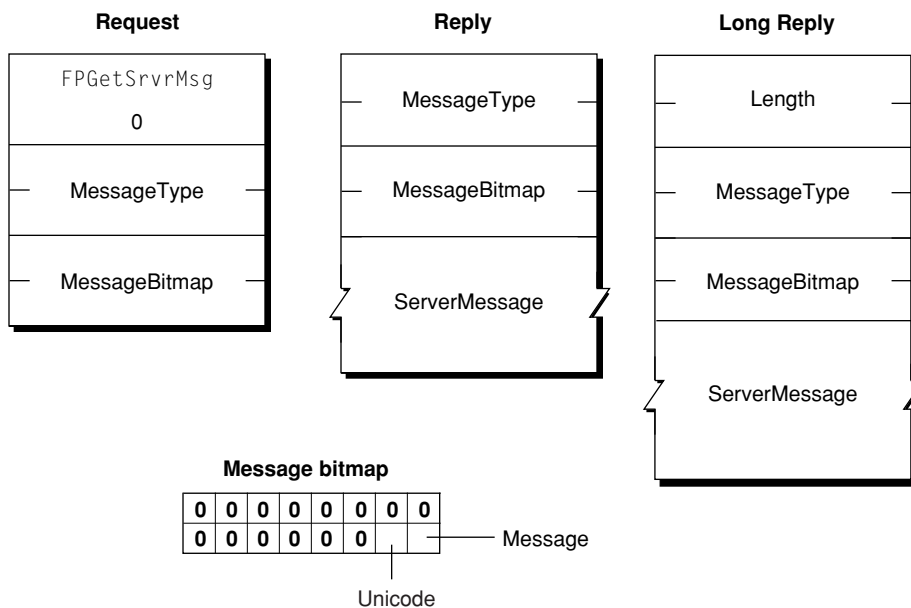 Request
FPGetSrvrMsg
0
MessageType
MessageBitmap
Reply
MessageType
MessageBitmap
ServerMessage
Long Reply
Length
MessageType
MessageBitmap
ServerMessage
Message bitmap
0 0 0 0 0 0 0 0
0 0 0 0 0 0
Message
Unicode